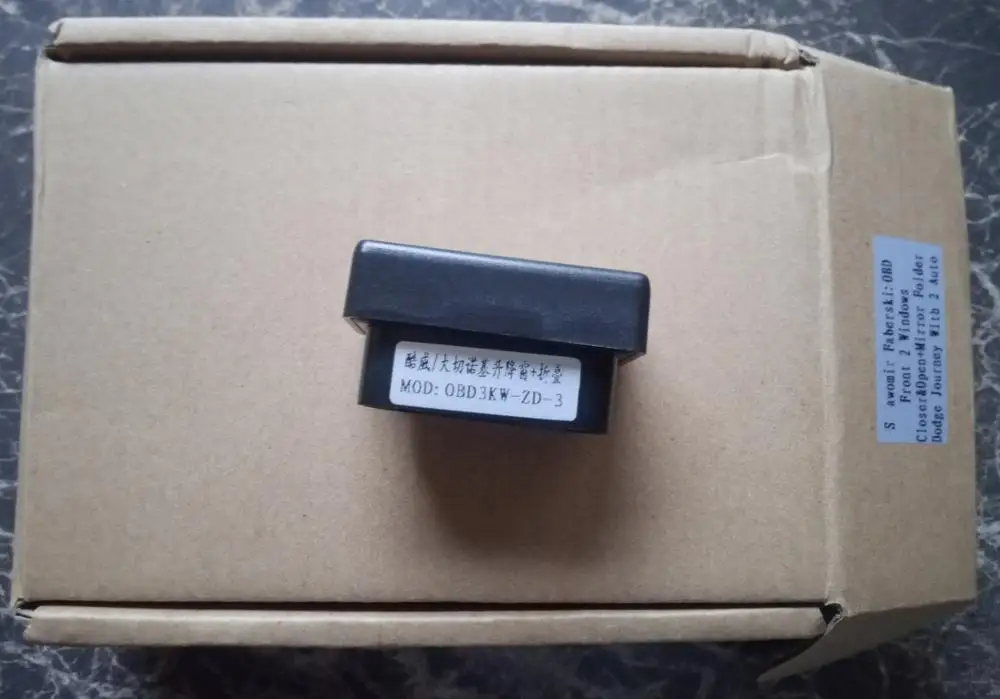 酷威/大切诺基升降窗+折叠
MOD: OBD3KW-ZD-3
S awomir Faberski:OBD
Front 2 Windows
Closer&Open+Mirror Folder
Dodge Journey With 2 Auto